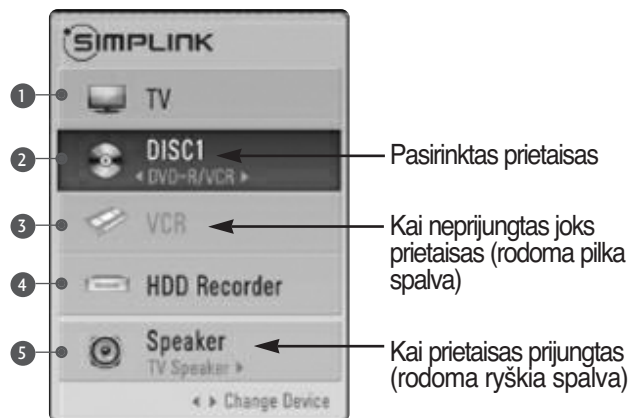 SIMPLINK
1 TV
2 DISC1
◄ DVD-R/VCR ►
3 VCR
4 HDD Recorder
5 Speaker
TV Speaker ►
◄ ► Change Device
Pasirinktas prietaisas
Kai neprijungtas joks
prietaisas (rodoma pilka
spalva)
Kai prietaisas prijungtas
(rodoma ryškia spalva)